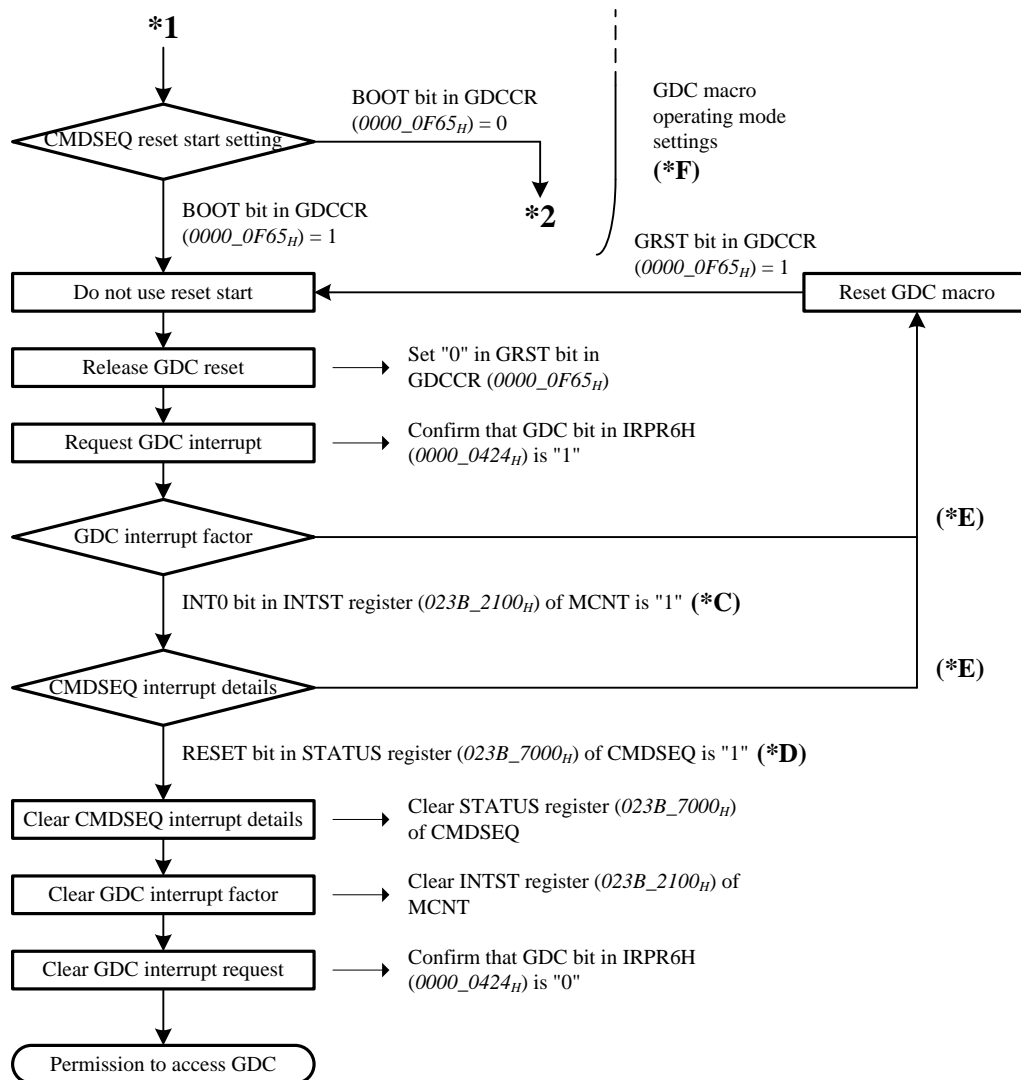 *1
BOOT bit in GDCCR
(0000_0F65H) = 0
GDC macro
operating mode
settings
(*F)
CMDSEQ reset start setting
*2
BOOT bit in GDCCR
(0000_0F65H) = 1
GRST bit in GDCCR
(0000_0F65H) = 1
Do not use reset start
Reset GDC macro
Release GDC reset
Set "0" in GRST bit in
GDCCR (0000_0F65H)
Request GDC interrupt
Confirm that GDC bit in IRPR6H
(0000_0424H) is "1"
GDC interrupt factor
(*E)
INT0 bit in INTST register (023B_2100H) of MCNT is "1" (*C)
CMDSEQ interrupt details
(*E)
RESET bit in STATUS register (023B_7000H) of CMDSEQ is "1" (*D)
Clear CMDSEQ interrupt details
Clear STATUS register (023B_7000H)
of CMDSEQ
Clear GDC interrupt factor
Clear INTST register (023B_2100H) of
MCNT
Clear GDC interrupt request
Confirm that GDC bit in IRPR6H
(0000_0424H) is "0"
Permission to access GDC